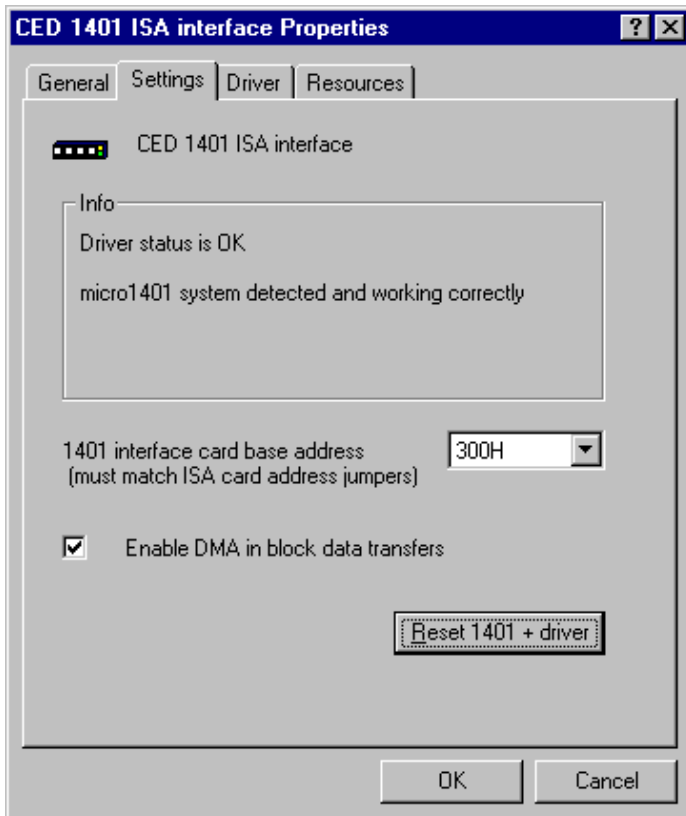 CED 1401 ISA interface Properties
General Settings Driver Resources
CED 1401 ISA interface
Info
Driver status is OK
micro1401 system detected and working correctly
1401 interface card base address
(must match ISA card address jumpers)
300H
Enable DMA in block data transfers
Reset 1401 + driver
OK Cancel